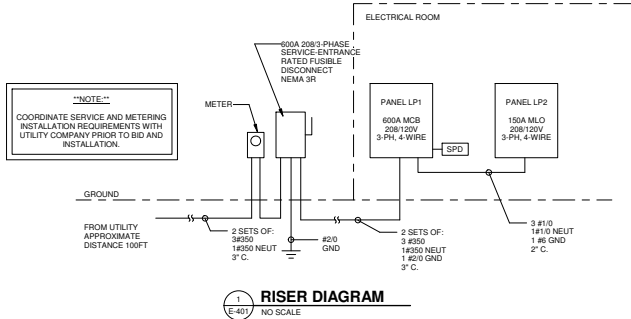 ELECTRICAL ROOM
600A 208/3-PHASE
SERVICE-ENTRANCE
RATED FUSIBLE
DISCONNECT
NEMA 3R
**NOTE:**
COORDINATE SERVICE AND METERING
INSTALLATION REQUIREMENTS WITH
UTILITY COMPANY PRIOR TO BID AND
INSTALLATION.
METER
PANEL LP1
600A MCB
208/120V
3-PH, 4-WIRE
SPD
PANEL LP2
150A MLO
208/120V
3-PH, 4-WIRE
GROUND
FROM UTILITY
APPROXIMATE
DISTANCE 100FT
2 SETS OF:
3#350
1#350 NEUT
3" C.
#2/0
GND
2 SETS OF:
3 #350
1#350 NEUT
1 #2/0 GND
3" C.
3 #1/0
1#1/0 NEUT
1 #6 GND
2" C.
1
E-401
RISER DIAGRAM
NO SCALE